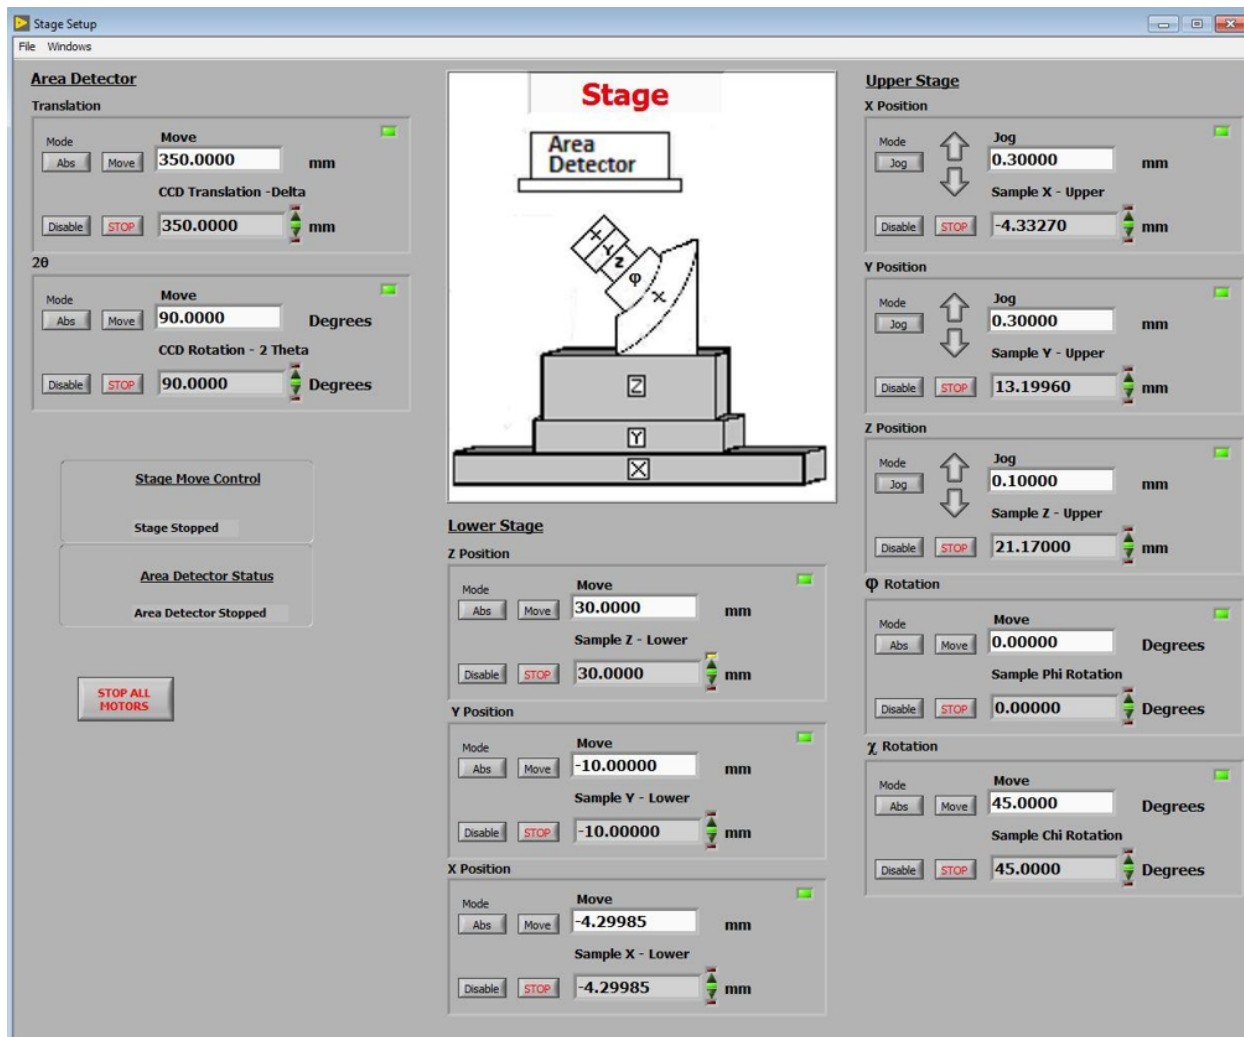 Stage Setup
File Windows
Area Detector
Translation
Mode
Move
Abs
Move
350.0000
mm
CCD Translation -Delta
Disable
STOP
350.0000
mm
2θ
Mode
Move
Abs
Move
90.0000
Degrees
CCD Rotation - 2 Theta
Disable
STOP
90.0000
Degrees
Stage Move Control
Stage Stopped
Area Detector Status
Area Detector Stopped
STOP ALL
MOTORS
Stage
Area
Detector
X
Y
Z
φ
χ
Z
Y
X
Lower Stage
Z Position
Mode
Move
Abs
Move
30.0000
mm
Sample Z - Lower
Disable
STOP
30.0000
mm
Y Position
Mode
Move
Abs
Move
-10.00000
mm
Sample Y - Lower
Disable
STOP
-10.00000
mm
X Position
Mode
Move
Abs
Move
-4.29985
mm
Sample X - Lower
Disable
STOP
-4.29985
mm
Upper Stage
X Position
Mode
Jog
Jog
0.30000
mm
Sample X - Upper
Disable
STOP
-4.33270
mm
Y Position
Mode
Jog
Jog
0.30000
mm
Sample Y - Upper
Disable
STOP
13.19960
mm
Z Position
Mode
Jog
Jog
0.10000
mm
Sample Z - Upper
Disable
STOP
21.17000
mm
φ Rotation
Mode
Move
Abs
Move
0.00000
Degrees
Sample Phi Rotation
Disable
STOP
0.00000
Degrees
χ Rotation
Mode
Move
Abs
Move
45.0000
Degrees
Sample Chi Rotation
Disable
STOP
45.0000
Degrees